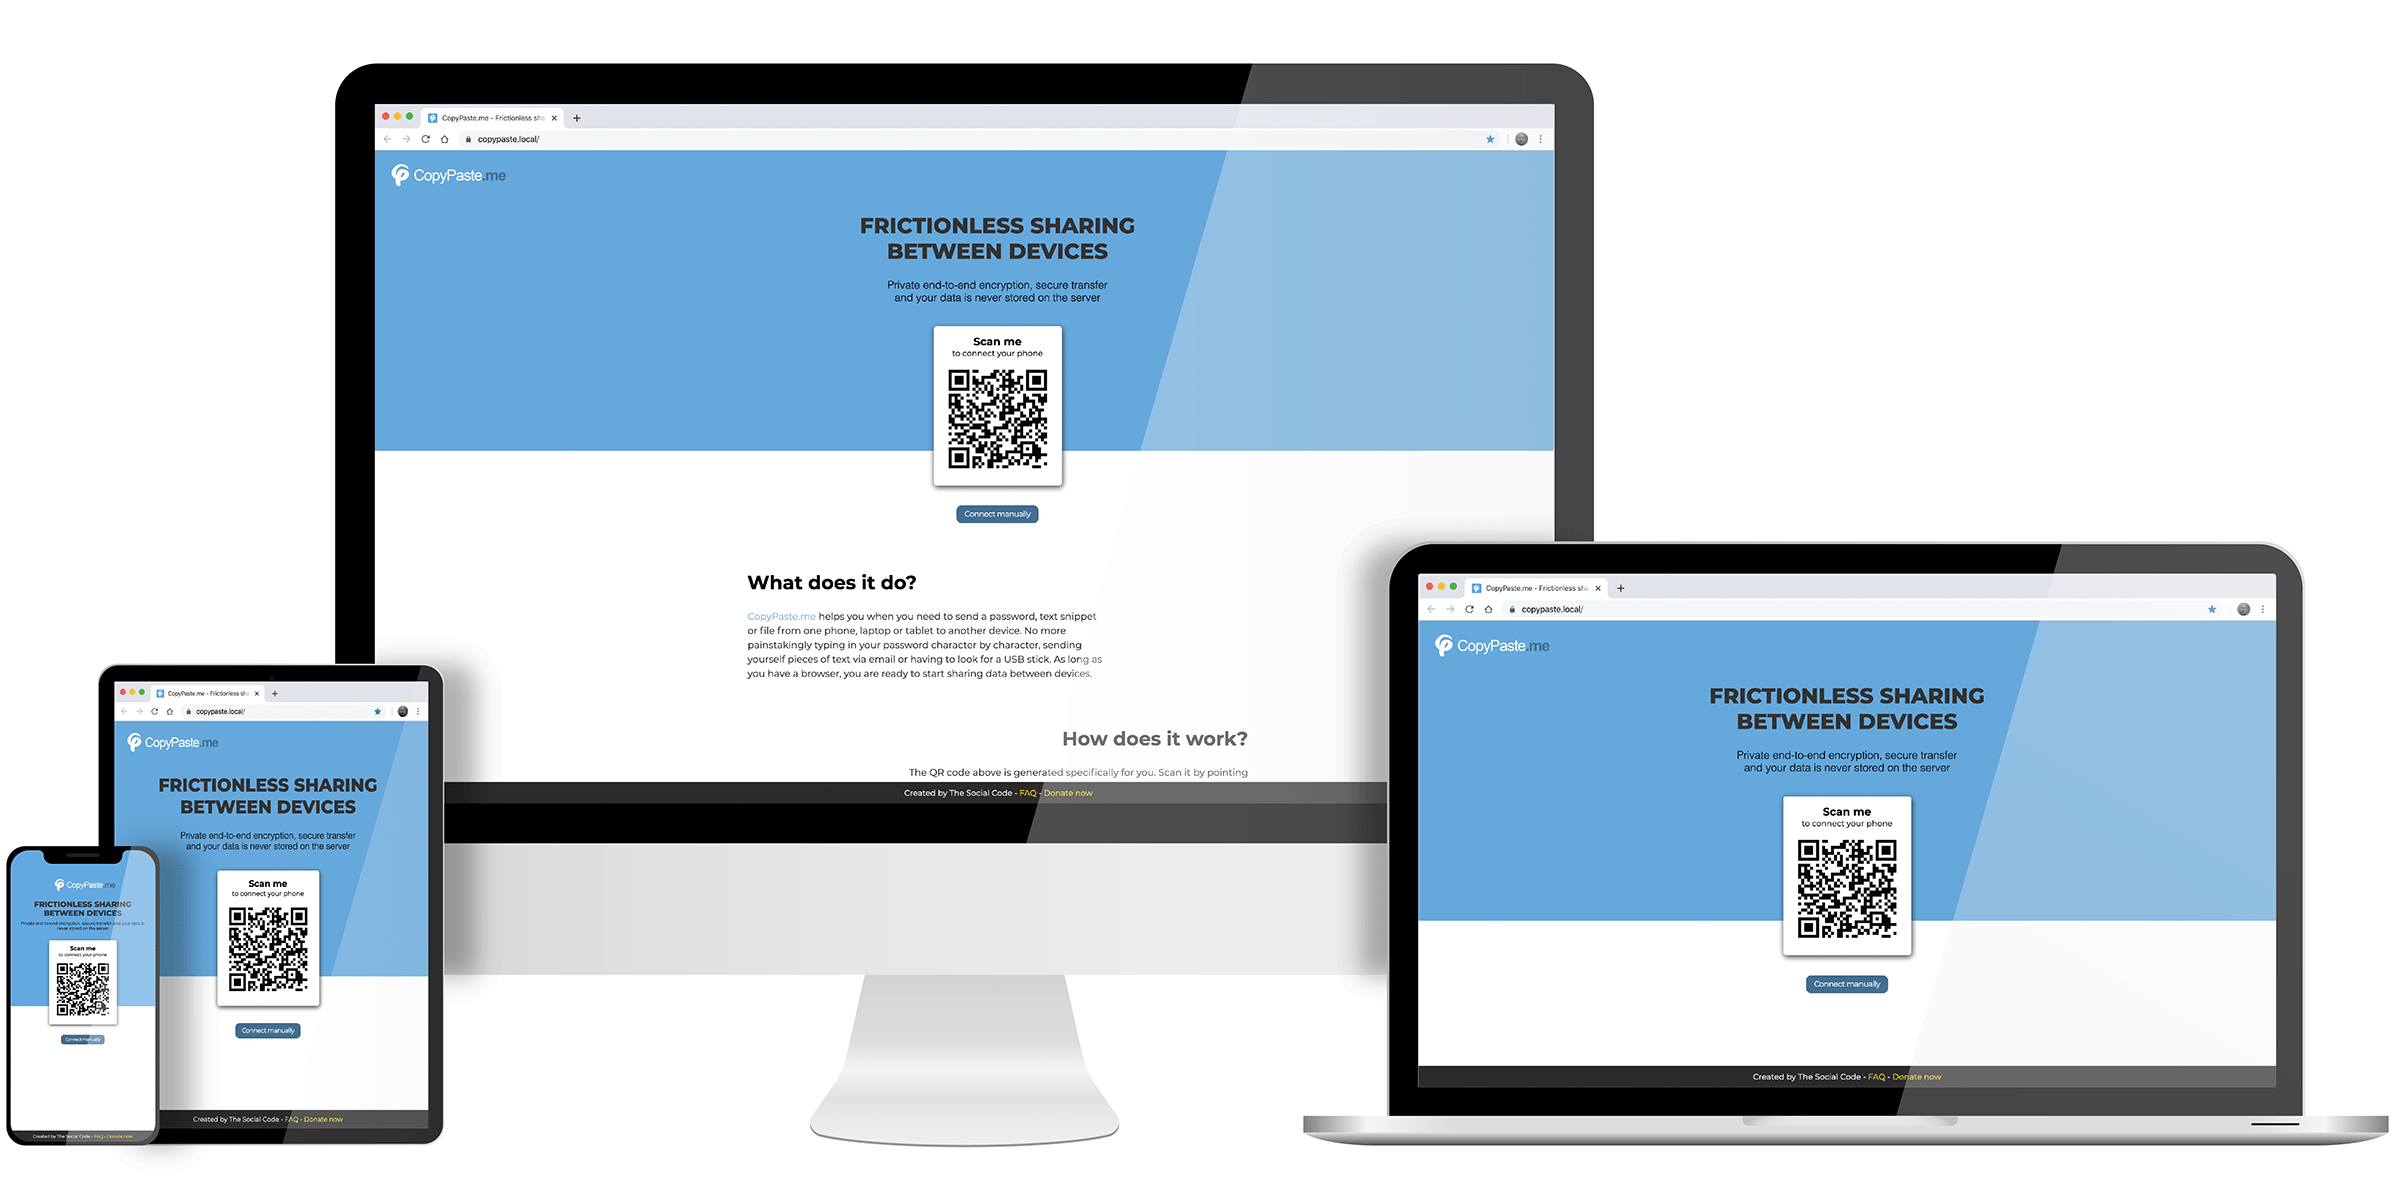 CopyPaste.me - Frictionless sha
copypaste.local/
CopyPaste.me
FRICTIONLESS SHARING
BETWEEN DEVICES
Private end-to-end encryption, secure transfer
and your data is never stored on the server
Scan me
to connect your phone
Connect manually
What does it do?
CopyPaste.me helps you when you need to send a password, text snippet
or file from one phone, laptop or tablet to another device. No more
painstakingly typing in your password character by character, sending
yourself pieces of text via email or having to look for a USB stick. As long as
you have a browser, you are ready to start sharing data between devices.
How does it work?
The QR code above is generated specifically for you. Scan it by pointing
Created by The Social Code - FAQ - Donate now
CopyPaste.me - Frictionless sha
copypaste.local/
CopyPaste.me
FRICTIONLESS SHARING
BETWEEN DEVICES
Private end-to-end encryption, secure transfer
and your data is never stored on the server
Scan me
to connect your phone
Connect manually
Created by The Social Code - FAQ - Donate now
CopyPaste.me
FRICTIONLESS SHARING
BETWEEN DEVICES
Private end-to-end encryption, secure transfer and your data is
never stored on the server
Scan me
to connect your phone
Connect manually
Created by The Social Code - FAQ - Donate now
CopyPaste.me - Frictionless sha
copypaste.local/
CopyPaste.me
FRICTIONLESS SHARING
BETWEEN DEVICES
Private end-to-end encryption, secure transfer
and your data is never stored on the server
Scan me
to connect your phone
Connect manually
Created by The Social Code - FAQ - Donate now